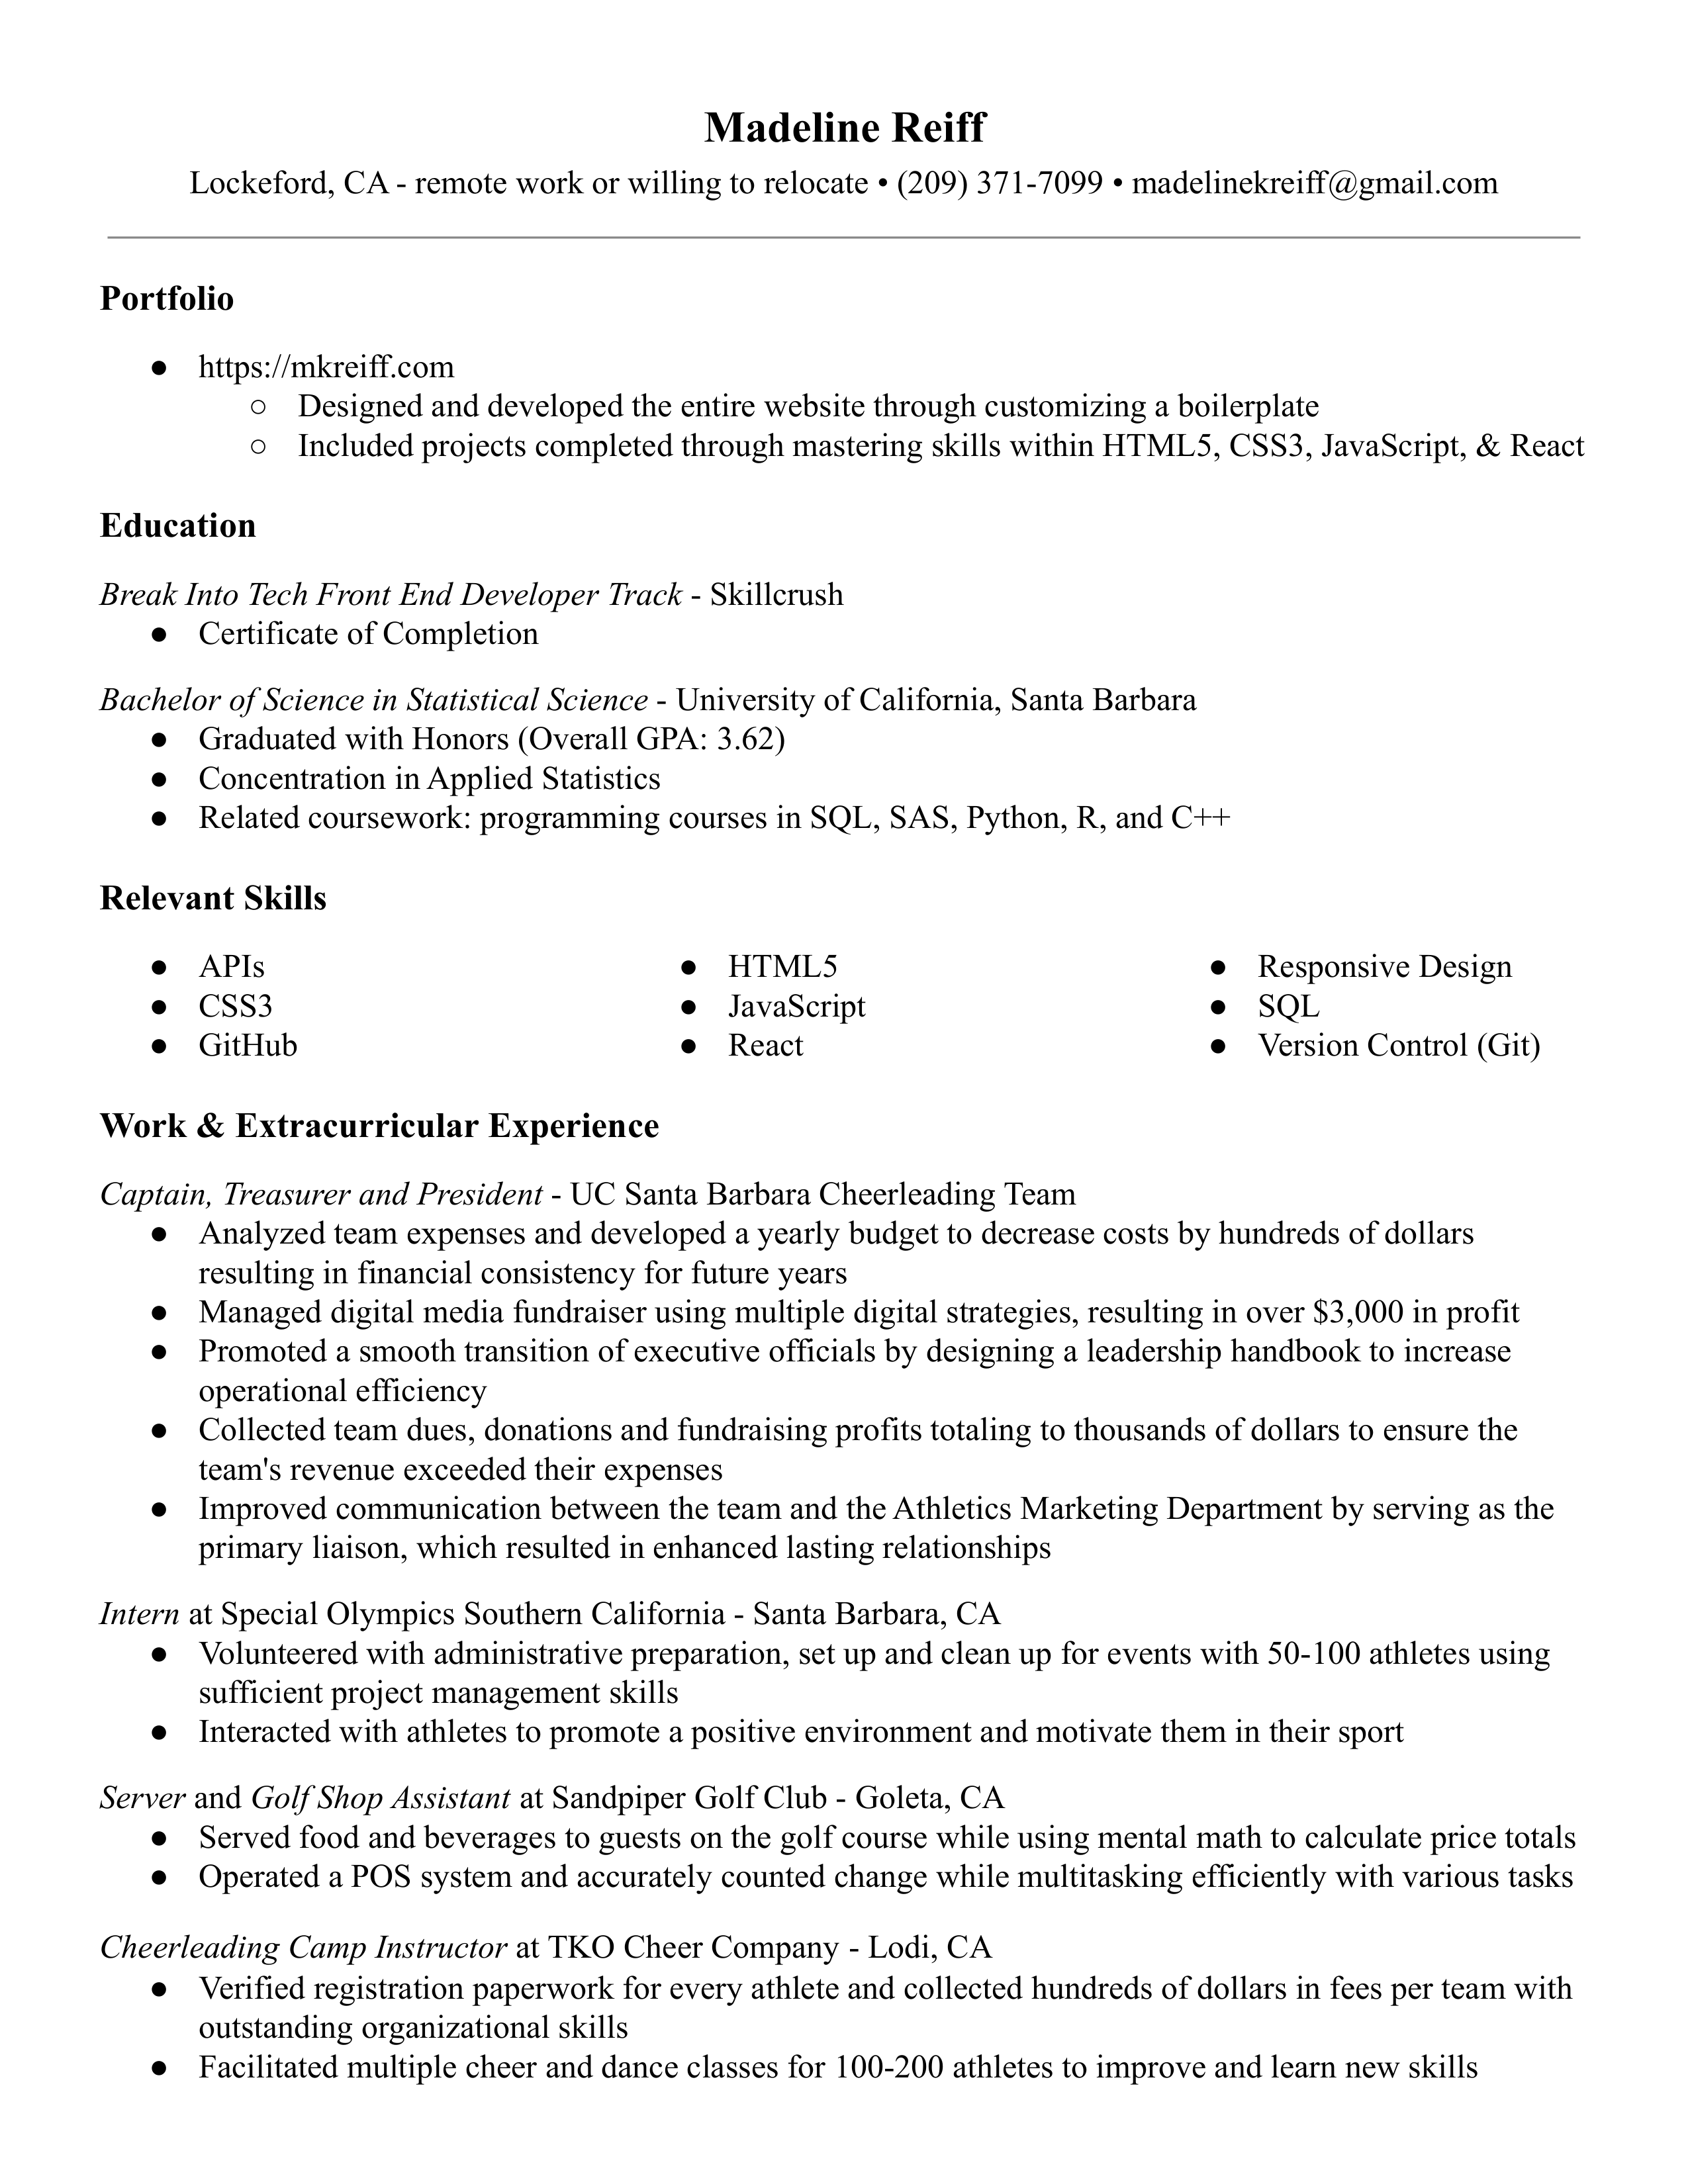 Madeline Reiff
Lockeford, CA - remote work or willing to relocate • (209) 371-7099 • madelinekreiff@gmail.com
Portfolio
● https://mkreiff.com
○ Designed and developed the entire website through customizing a boilerplate
○ Included projects completed through mastering skills within HTML5, CSS3, JavaScript, & React
Education
Break Into Tech Front End Developer Track - Skillcrush
● Certificate of Completion
Bachelor of Science in Statistical Science - University of California, Santa Barbara
● Graduated with Honors (Overall GPA: 3.62)
● Concentration in Applied Statistics
● Related coursework: programming courses in SQL, SAS, Python, R, and C++
Relevant Skills
● APIs
● CSS3
● GitHub
● HTML5
● JavaScript
● React
● Responsive Design
● SQL
● Version Control (Git)
Work & Extracurricular Experience
Captain, Treasurer and President - UC Santa Barbara Cheerleading Team
● Analyzed team expenses and developed a yearly budget to decrease costs by hundreds of dollars
resulting in financial consistency for future years
● Managed digital media fundraiser using multiple digital strategies, resulting in over $3,000 in profit
● Promoted a smooth transition of executive officials by designing a leadership handbook to increase
operational efficiency
● Collected team dues, donations and fundraising profits totaling to thousands of dollars to ensure the
team's revenue exceeded their expenses
● Improved communication between the team and the Athletics Marketing Department by serving as the
primary liaison, which resulted in enhanced lasting relationships
Intern at Special Olympics Southern California - Santa Barbara, CA
● Volunteered with administrative preparation, set up and clean up for events with 50-100 athletes using
sufficient project management skills
● Interacted with athletes to promote a positive environment and motivate them in their sport
Server and Golf Shop Assistant at Sandpiper Golf Club - Goleta, CA
● Served food and beverages to guests on the golf course while using mental math to calculate price totals
● Operated a POS system and accurately counted change while multitasking efficiently with various tasks
Cheerleading Camp Instructor at TKO Cheer Company - Lodi, CA
● Verified registration paperwork for every athlete and collected hundreds of dollars in fees per team with
outstanding organizational skills
● Facilitated multiple cheer and dance classes for 100-200 athletes to improve and learn new skills